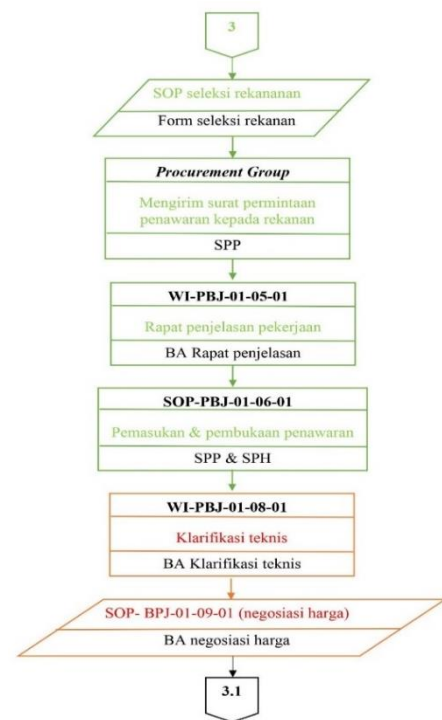 3
SOP seleksi rekananan
Form seleksi rekanan
Procurement Group
Mengirim surat permintaan
penawaran kepada rekanan
SPP
WI-PBJ-01-05-01
Rapat penjelasan pekerjaan
BA Rapat penjelasan
SOP-PBJ-01-06-01
Pemasukan & pembukaan penawaran
SPP & SPH
WI-PBJ-01-08-01
Klarifikasi teknis
BA Klarifikasi teknis
SOP- BPJ-01-09-01 (negosiasi harga)
BA negosiasi harga
3.1